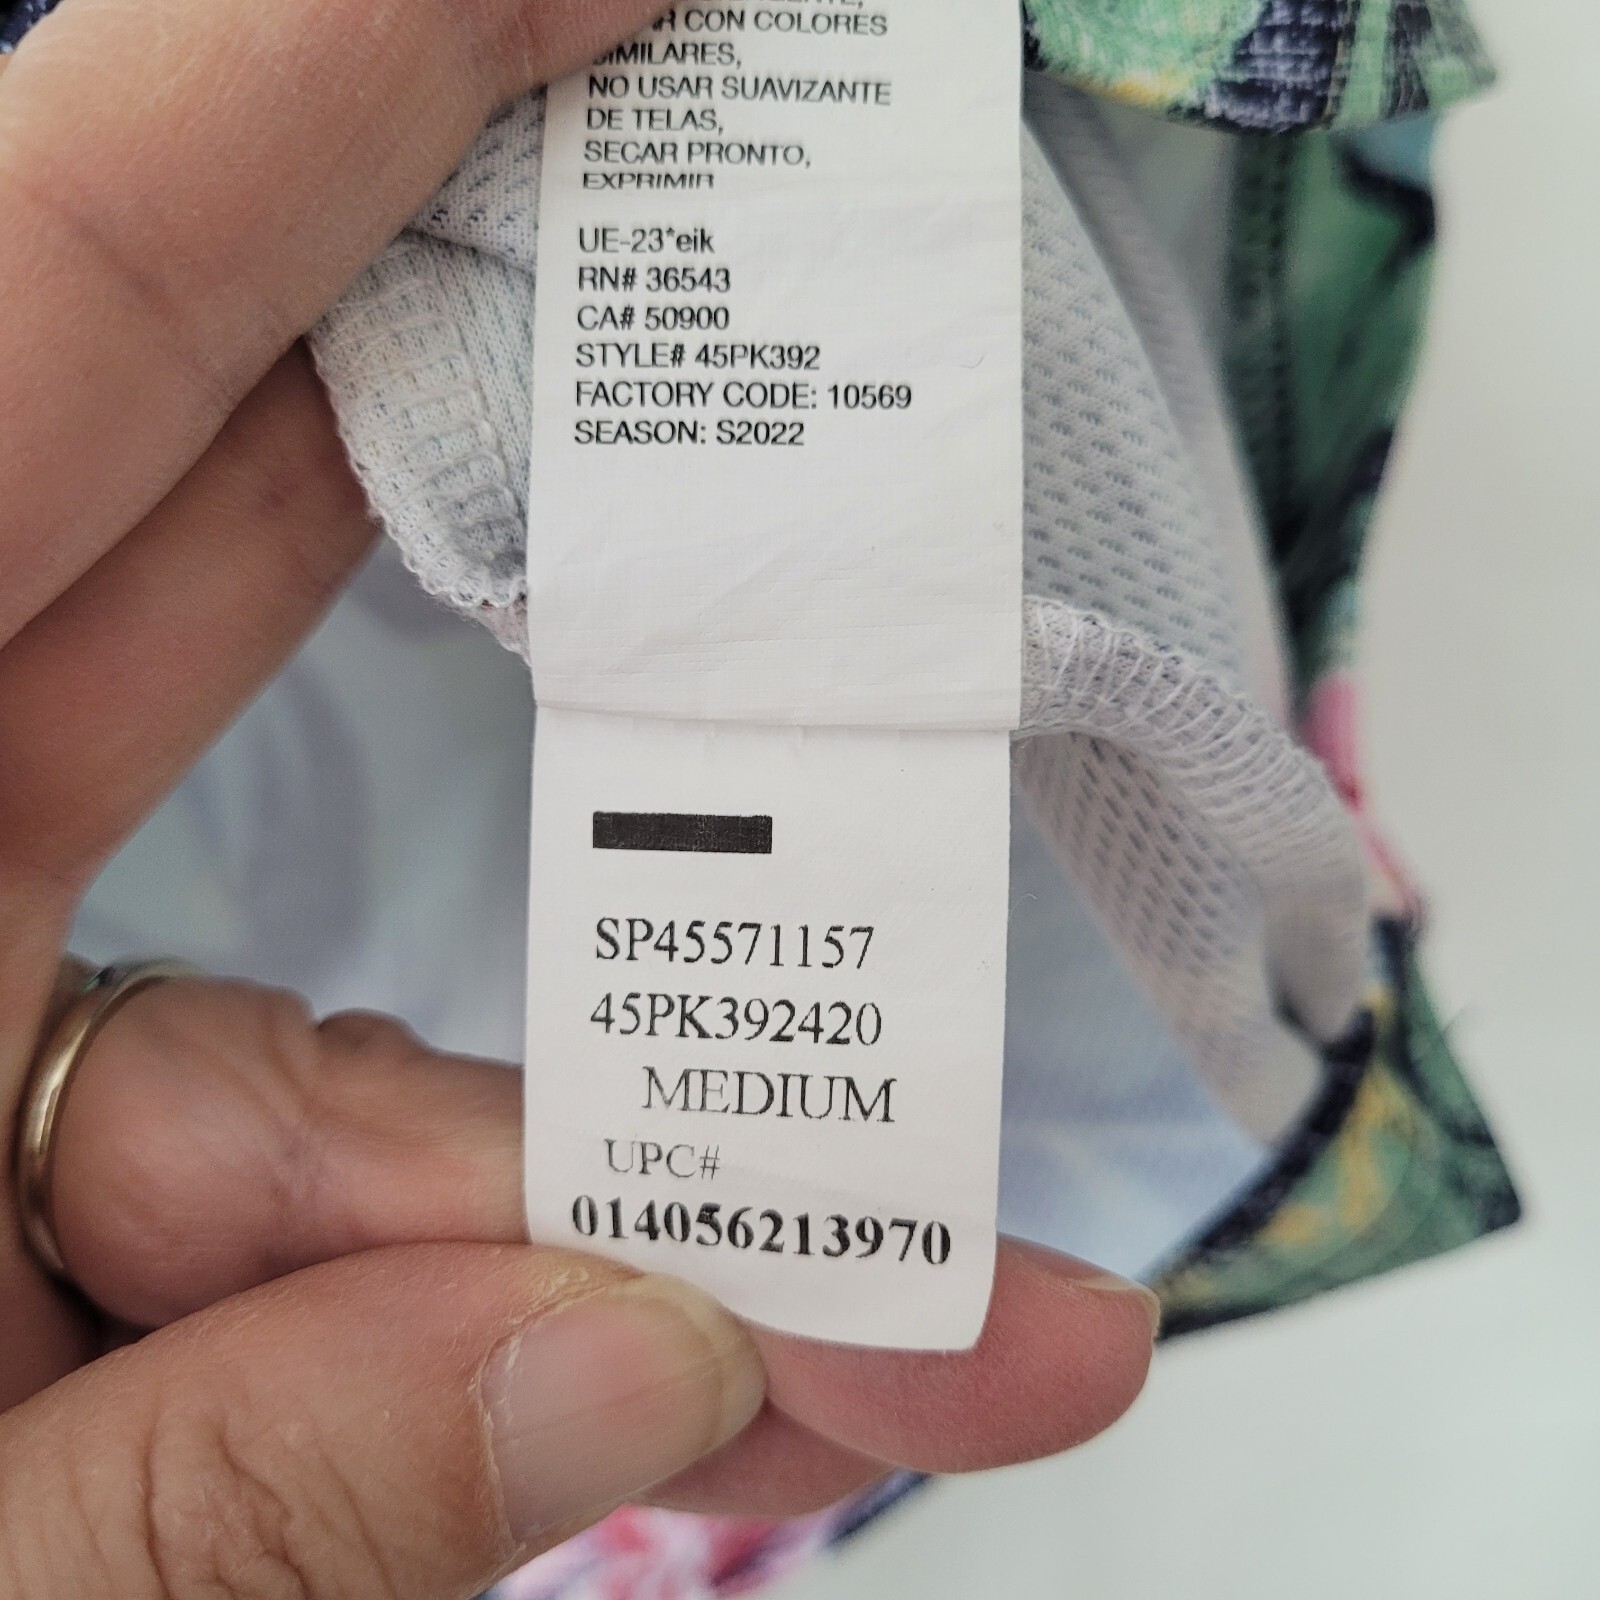 CON COLORES
SIMILARES,
NO USAR SUAVIZANTE
DE TELAS,
SECAR PRONTO,
EXPRIMIR
UE-23*eik
RN# 36543
CA# 50900
STYLE# 45PK392
FACTORY CODE: 10569
SEASON: S2022
SP45571157
45PK392420
MEDIUM
UPC#
014056213970